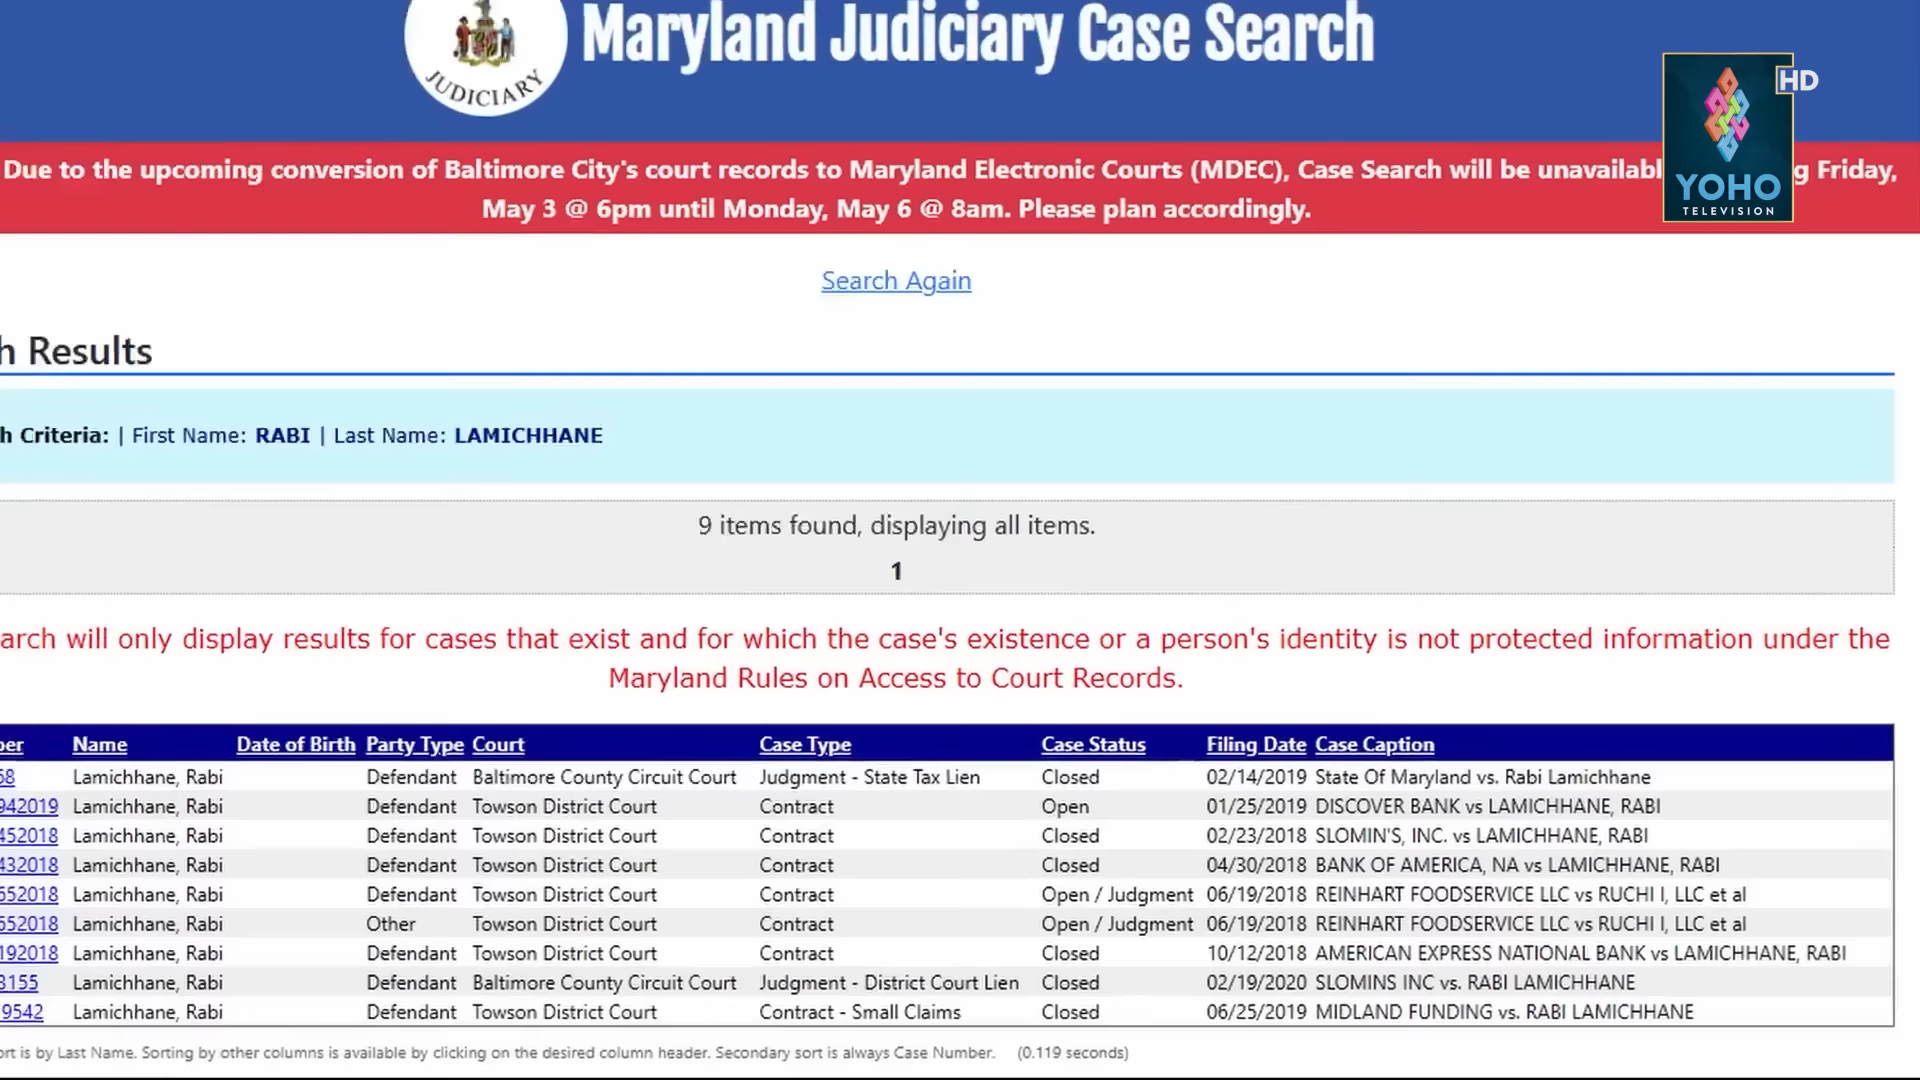 Maryland Judiciary Case Search
JUDICIARY
HD
YOHO
TELEVISION
Due to the upcoming conversion of Baltimore City's court records to Maryland Electronic Courts (MDEC), Case Search will be unavailabl g Friday,
May 3 @ 6pm until Monday, May 6 @ 8am. Please plan accordingly.
Search Again
h Results
h Criteria: | First Name: RABI | Last Name: LAMICHHANE
9 items found, displaying all items.
1
arch will only display results for cases that exist and for which the case's existence or a person's identity is not protected information under the
Maryland Rules on Access to Court Records.
ber Name Date of Birth Party Type Court Case Type Case Status Filing Date Case Caption
58 Lamichhane, Rabi Defendant Baltimore County Circuit Court Judgment - State Tax Lien Closed 02/14/2019 State Of Maryland vs. Rabi Lamichhane
942019 Lamichhane, Rabi Defendant Towson District Court Contract Open 01/25/2019 DISCOVER BANK vs LAMICHHANE, RABI
452018 Lamichhane, Rabi Defendant Towson District Court Contract Closed 02/23/2018 SLOMIN'S, INC. vs LAMICHHANE, RABI
432018 Lamichhane, Rabi Defendant Towson District Court Contract Closed 04/30/2018 BANK OF AMERICA, NA vs LAMICHHANE, RABI
652018 Lamichhane, Rabi Defendant Towson District Court Contract Open / Judgment 06/19/2018 REINHART FOODSERVICE LLC vs RUCHI I, LLC et al
652018 Lamichhane, Rabi Other Towson District Court Contract Open / Judgment 06/19/2018 REINHART FOODSERVICE LLC vs RUCHI I, LLC et al
192018 Lamichhane, Rabi Defendant Towson District Court Contract Closed 10/12/2018 AMERICAN EXPRESS NATIONAL BANK vs LAMICHHANE, RABI
3155 Lamichhane, Rabi Defendant Baltimore County Circuit Court Judgment - District Court Lien Closed 02/19/2020 SLOMINS INC vs. RABI LAMICHHANE
9542 Lamichhane, Rabi Defendant Towson District Court Contract - Small Claims Closed 06/25/2019 MIDLAND FUNDING vs. RABI LAMICHHANE
ort is by Last Name. Sorting by other columns is available by clicking on the desired column header. Secondary sort is always Case Number. (0.119 seconds)